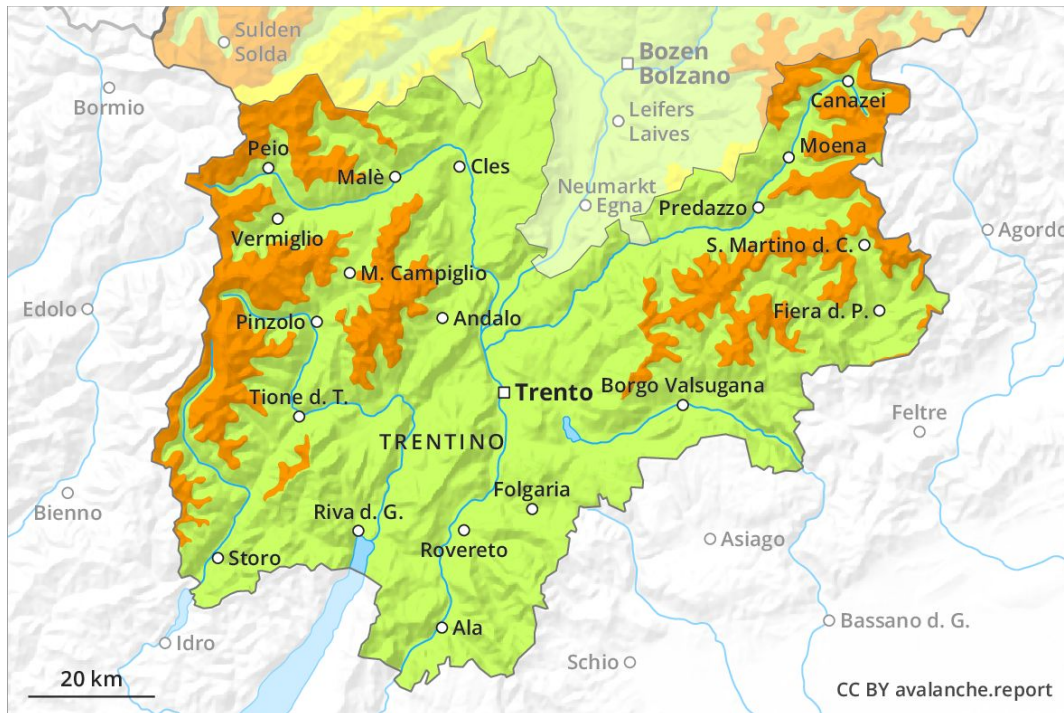 Sulden
Solda
Bozen
Bolzano
Bormio
Canazei
Leifers
Laives
Peio
Moena
Malè
Cles
Neumarkt
Egna
Predazzo
Vermiglio
Agordo
S. Martino d. C.
M. Campiglio
Edolo
Pinzolo
Andalo
Fiera d. P.
Trento
Borgo Valsugana
Tione d. T.
Feltre
TRENTINO
Bienno
Folgaria
Riva d. G.
Rovereto
Asiago
Storo
Ala
Bassano d. G.
Idro
Schio
20 km
CC BY avalanche.report